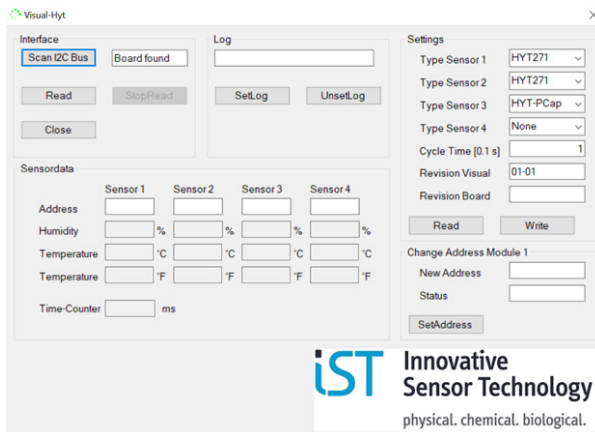 Visual-Hyt
Interface
Scan I2C Bus
Board found
Read
StopRead
Close
Log
SetLog
UnsetLog
Settings
Type Sensor 1
HYT271
Type Sensor 2
HYT271
Type Sensor 3
HYT-PCap
Type Sensor 4
None
Cycle Time [0.1 s]
1
Revision Visual
01-01
Revision Board
Read
Write
Sensordata
Sensor 1 Sensor 2 Sensor 3 Sensor 4
Address
Humidity % % % %
Temperature °C °C °C °C
Temperature °F °F °F °F
Time-Counter ms
Change Address Module 1
New Address
Status
SetAddress
iST
Innovative
Sensor Technology
physical. chemical. biological.